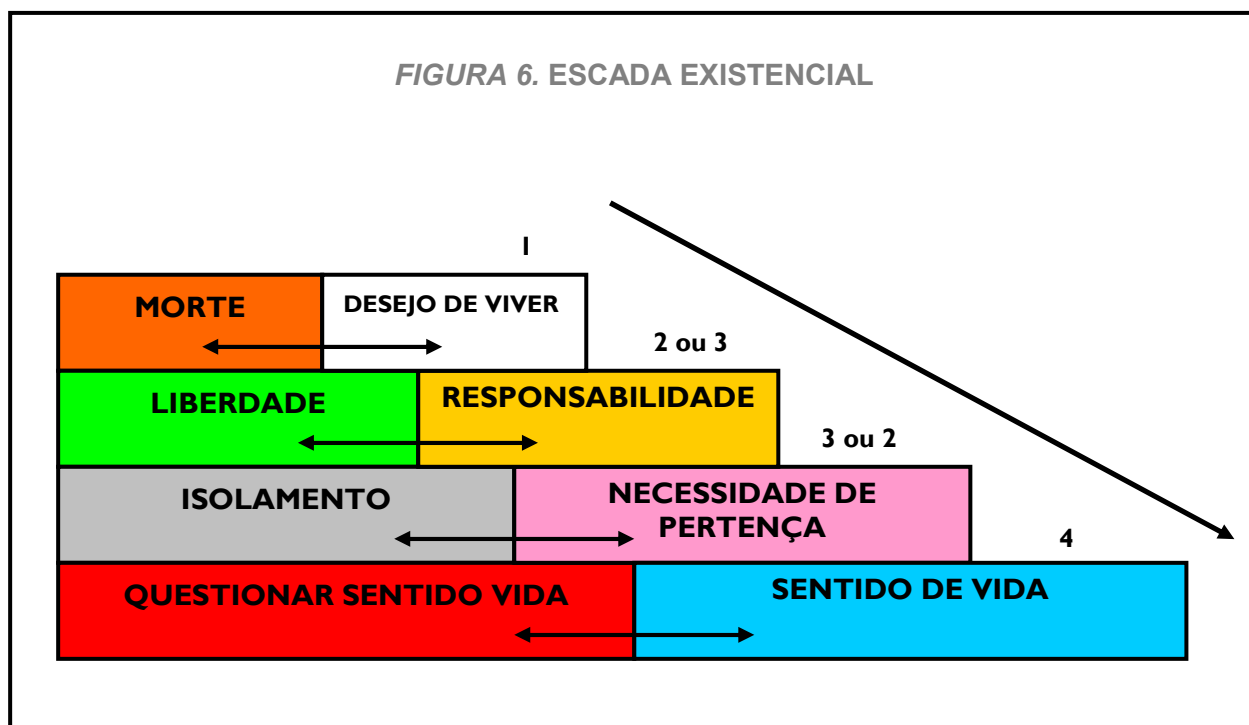 FIGURA 6. ESCADA EXISTENCIAL
1
MORTE
DESEJO DE VIVER
2 ou 3
LIBERDADE
RESPONSABILIDADE
3 ou 2
ISOLAMENTO
NECESSIDADE DE
PERTENÇA
4
QUESTIONAR SENTIDO VIDA
SENTIDO DE VIDA